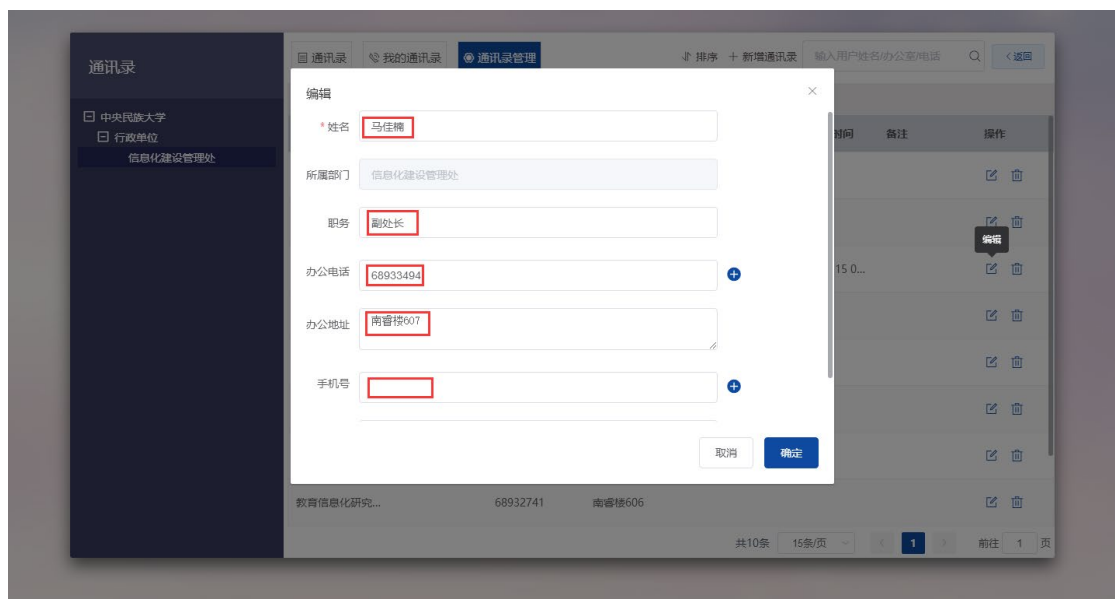 通讯录
通讯录 我的通讯录 通讯录管理 排序 新增通讯录 输入用户姓名/办公室/电话 <返回
中央民族大学
行政单位
信息化建设管理处
编辑
*姓名 马佳楠
所属部门 信息化建设管理处
职务 副处长
办公电话 68933494
办公地址 南睿楼607
手机号
取消 确定
时间 备注 操作
编辑
15 0...
教育信息化研究... 68932741 南睿楼606
共10条 15条/页 < 1 > 前往 1 页